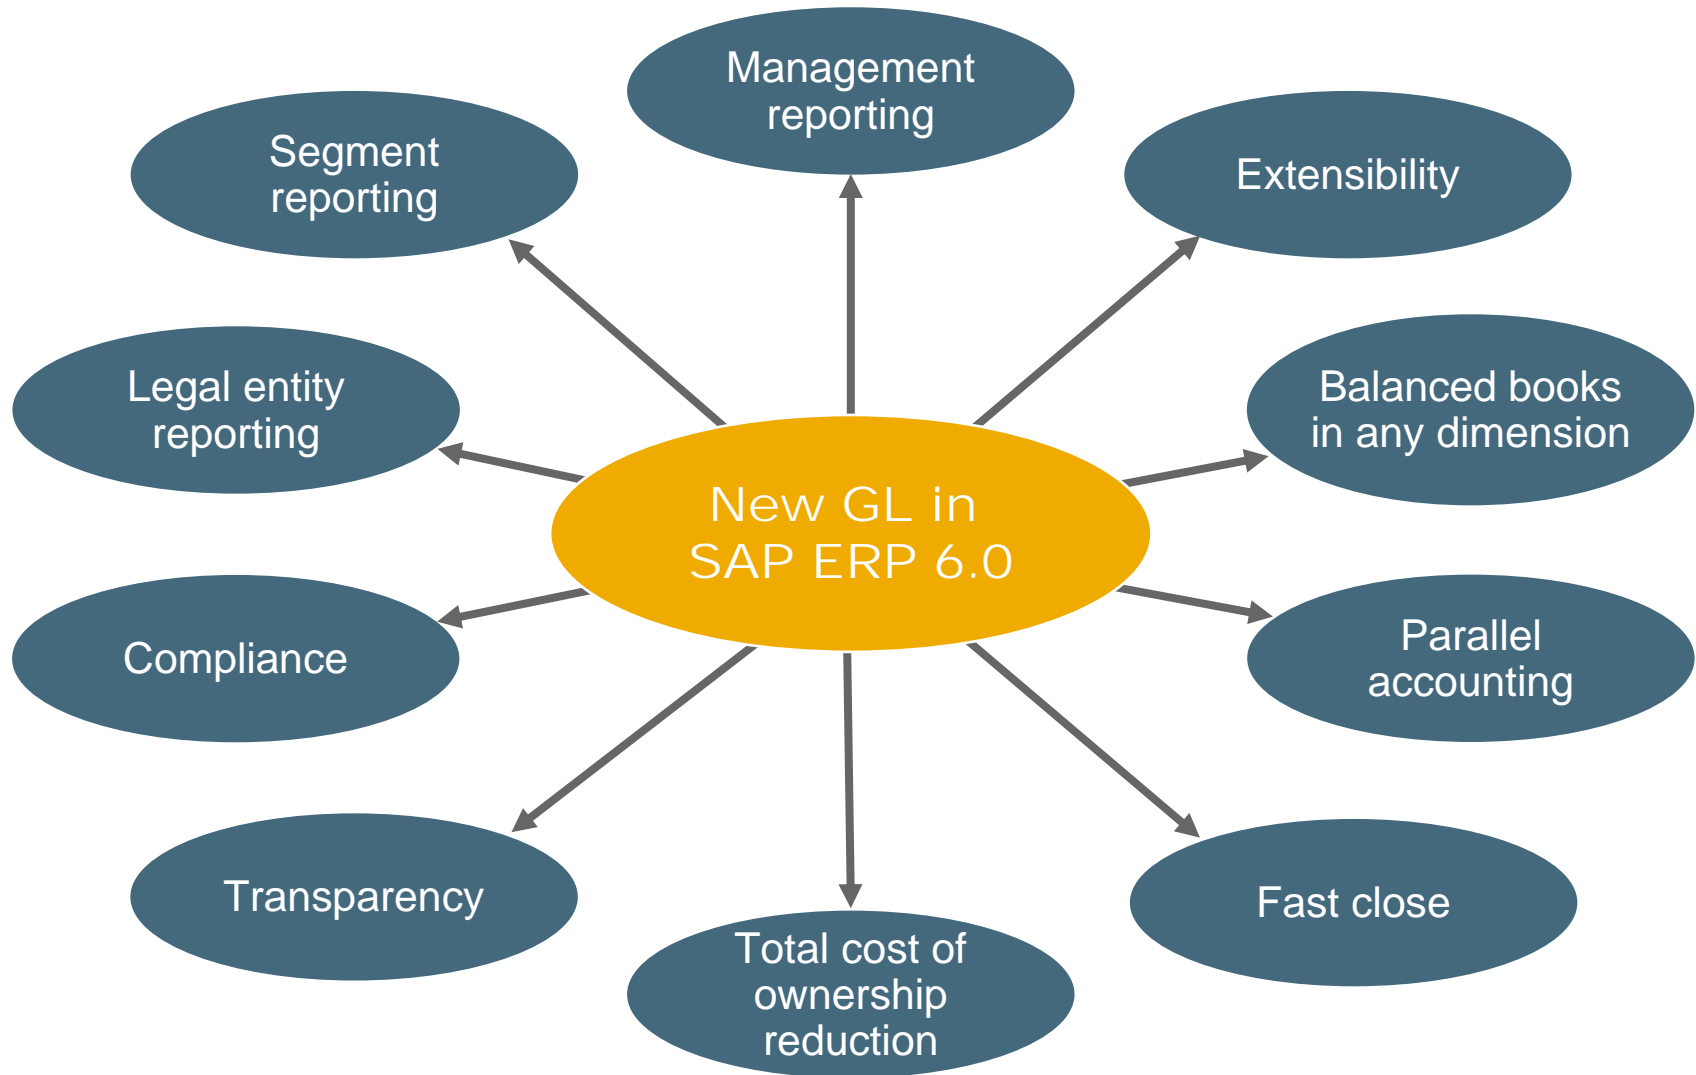 Management
reporting
Segment
reporting
Extensibility
Legal entity
reporting
Balanced books
in any dimension
New GL in
SAP ERP 6.0
Compliance
Parallel
accounting
Transparency
Fast close
Total cost of
ownership
reduction